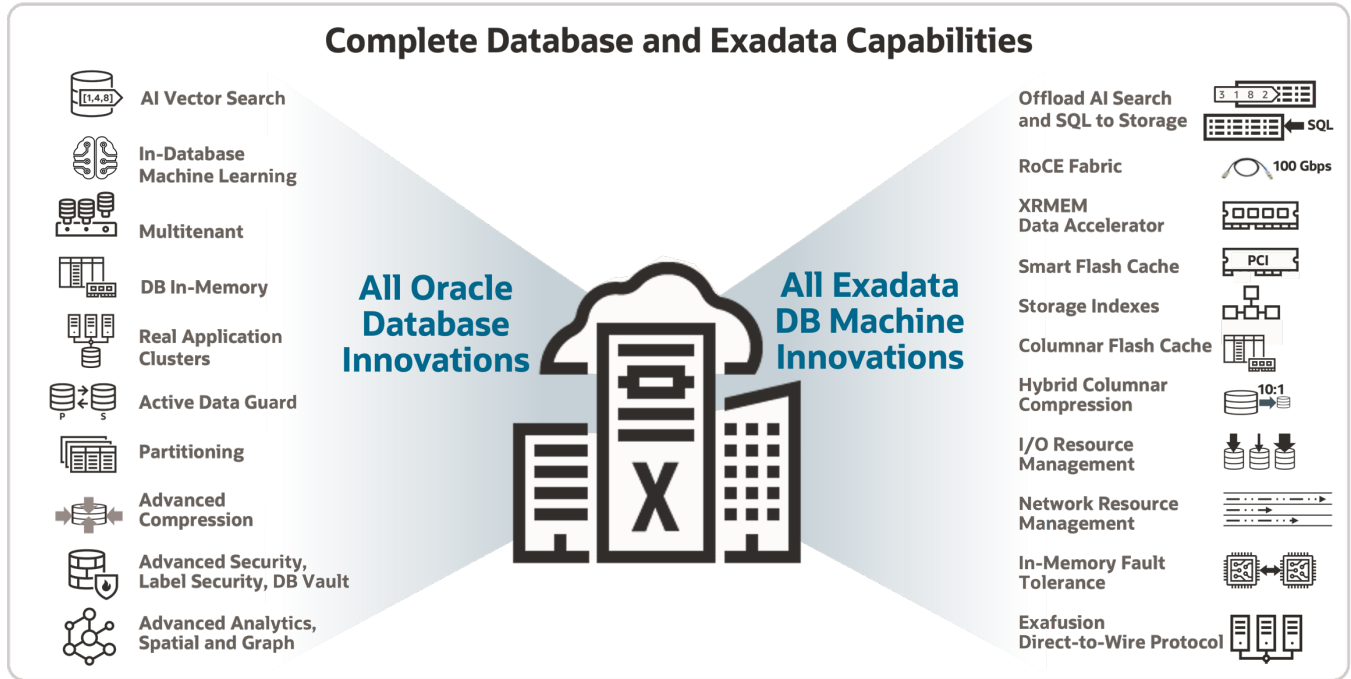 Complete Database and Exadata Capabilities
[1,4,8]
AI Vector Search
In-Database
Machine Learning
Multitenant
DB In-Memory
Real Application
Clusters
P S
Active Data Guard
Partitioning
Advanced
Compression
Advanced Security,
Label Security, DB Vault
Advanced Analytics,
Spatial and Graph
All Oracle
Database
Innovations
X
All Exadata
DB Machine
Innovations
Offload AI Search
and SQL to Storage
3 1 8 2
SQL
RoCE Fabric
100 Gbps
XRMEM
Data Accelerator
Smart Flash Cache
PCI
Storage Indexes
Columnar Flash Cache
Hybrid Columnar
Compression
10:1
I/O Resource
Management
Network Resource
Management
In-Memory Fault
Tolerance
Exafusion
Direct-to-Wire Protocol